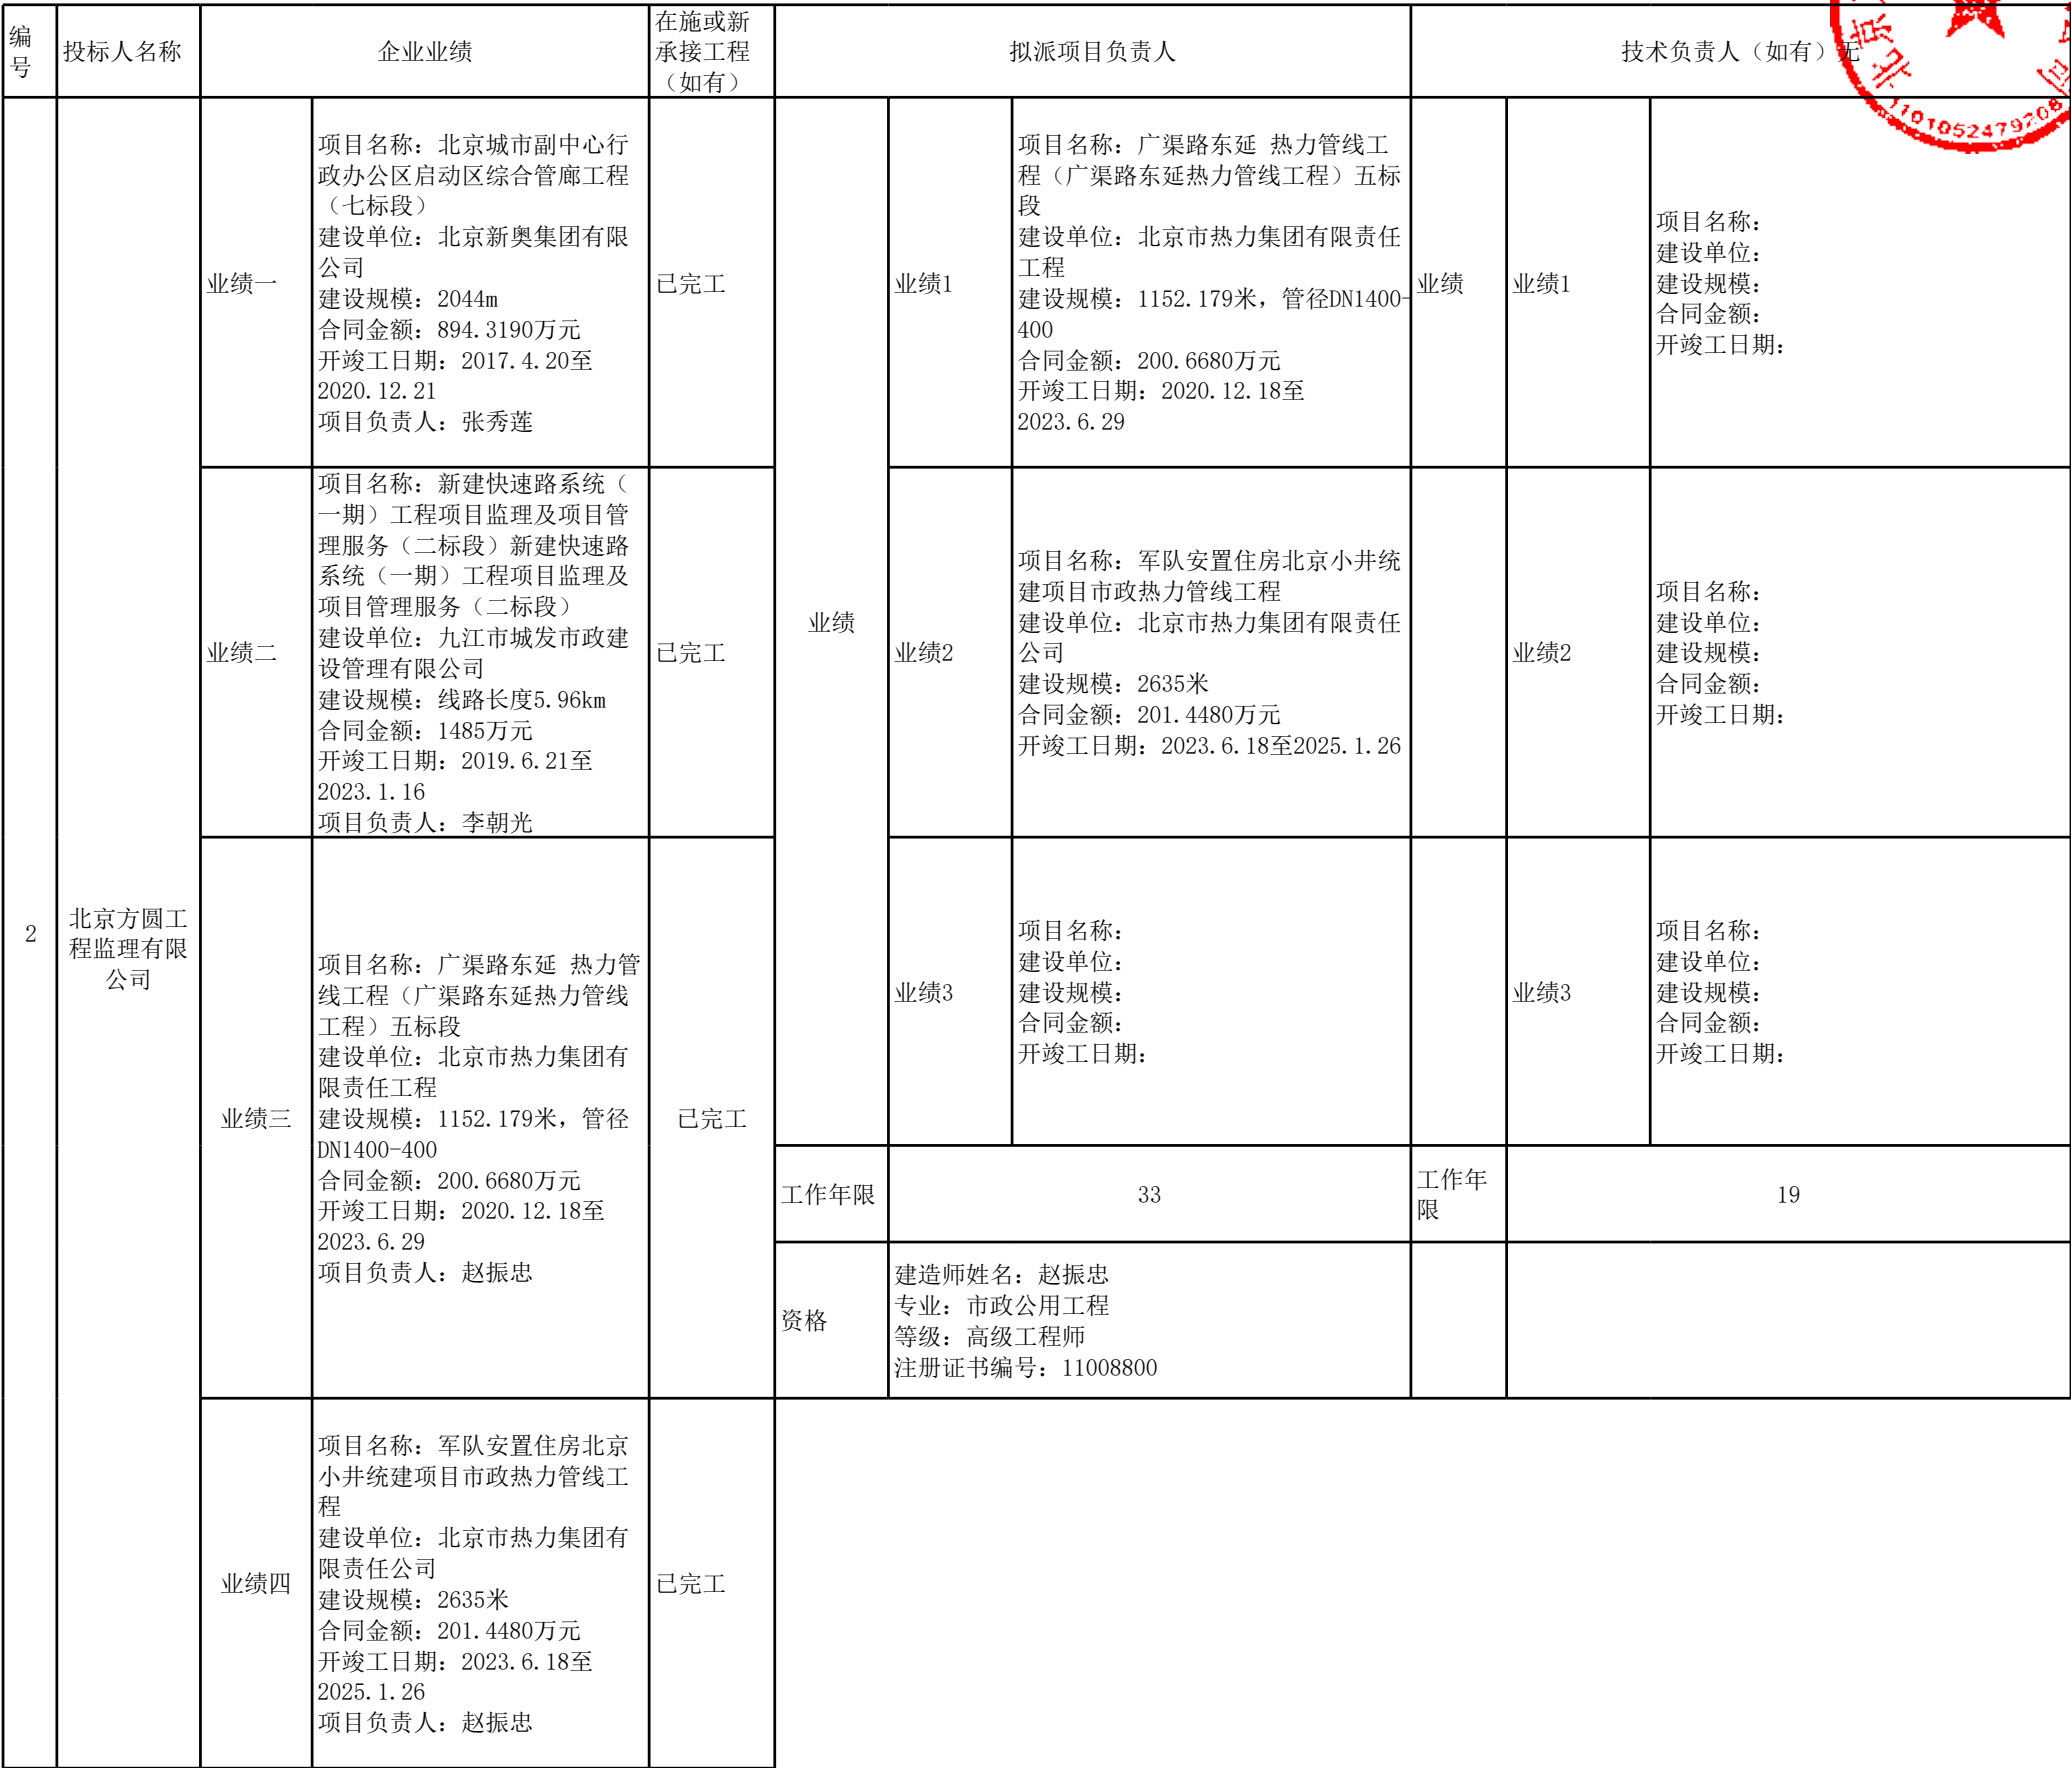 编
号
投标人名称
企业业绩
在施或新
承接工程
（如有）
拟派项目负责人
技术负责人（如有）无
2
北京方圆工
程监理有限
公司
业绩一
项目名称：北京城市副中心行
政办公区启动区综合管廊工程
（七标段）
建设单位：北京新奥集团有限
公司
建设规模：2044m
合同金额：894.3190万元
开竣工日期：2017.4.20至
2020.12.21
项目负责人：张秀莲
已完工
业绩
业绩1
项目名称：广渠路东延 热力管线工
程（广渠路东延热力管线工程）五标
段
建设单位：北京市热力集团有限责任
工程
建设规模：1152.179米，管径DN1400-
400
合同金额：200.6680万元
开竣工日期：2020.12.18至
2023.6.29
业绩
业绩1
项目名称：
建设单位：
建设规模：
合同金额：
开竣工日期：
业绩二
项目名称：新建快速路系统（
一期）工程项目监理及项目管
理服务（二标段）新建快速路
系统（一期）工程项目监理及
项目管理服务（二标段）
建设单位：九江市城发市政建
设管理有限公司
建设规模：线路长度5.96km
合同金额：1485万元
开竣工日期：2019.6.21至
2023.1.16
项目负责人：李朝光
已完工
业绩2
项目名称：军队安置住房北京小井统
建项目市政热力管线工程
建设单位：北京市热力集团有限责任
公司
建设规模：2635米
合同金额：201.4480万元
开竣工日期：2023.6.18至2025.1.26
业绩2
项目名称：
建设单位：
建设规模：
合同金额：
开竣工日期：
业绩三
项目名称：广渠路东延 热力管
线工程（广渠路东延热力管线
工程）五标段
建设单位：北京市热力集团有
限责任工程
建设规模：1152.179米，管径
DN1400-400
合同金额：200.6680万元
开竣工日期：2020.12.18至
2023.6.29
项目负责人：赵振忠
已完工
业绩3
项目名称：
建设单位：
建设规模：
合同金额：
开竣工日期：
业绩3
项目名称：
建设单位：
建设规模：
合同金额：
开竣工日期：
工作年限
33
工作年
限
19
资格
建造师姓名：赵振忠
专业：市政公用工程
等级：高级工程师
注册证书编号：11008800
业绩四
项目名称：军队安置住房北京
小井统建项目市政热力管线工
程
建设单位：北京市热力集团有
限责任公司
建设规模：2635米
合同金额：201.4480万元
开竣工日期：2023.6.18至
2025.1.26
项目负责人：赵振忠
已完工
北京
司
1101052479208